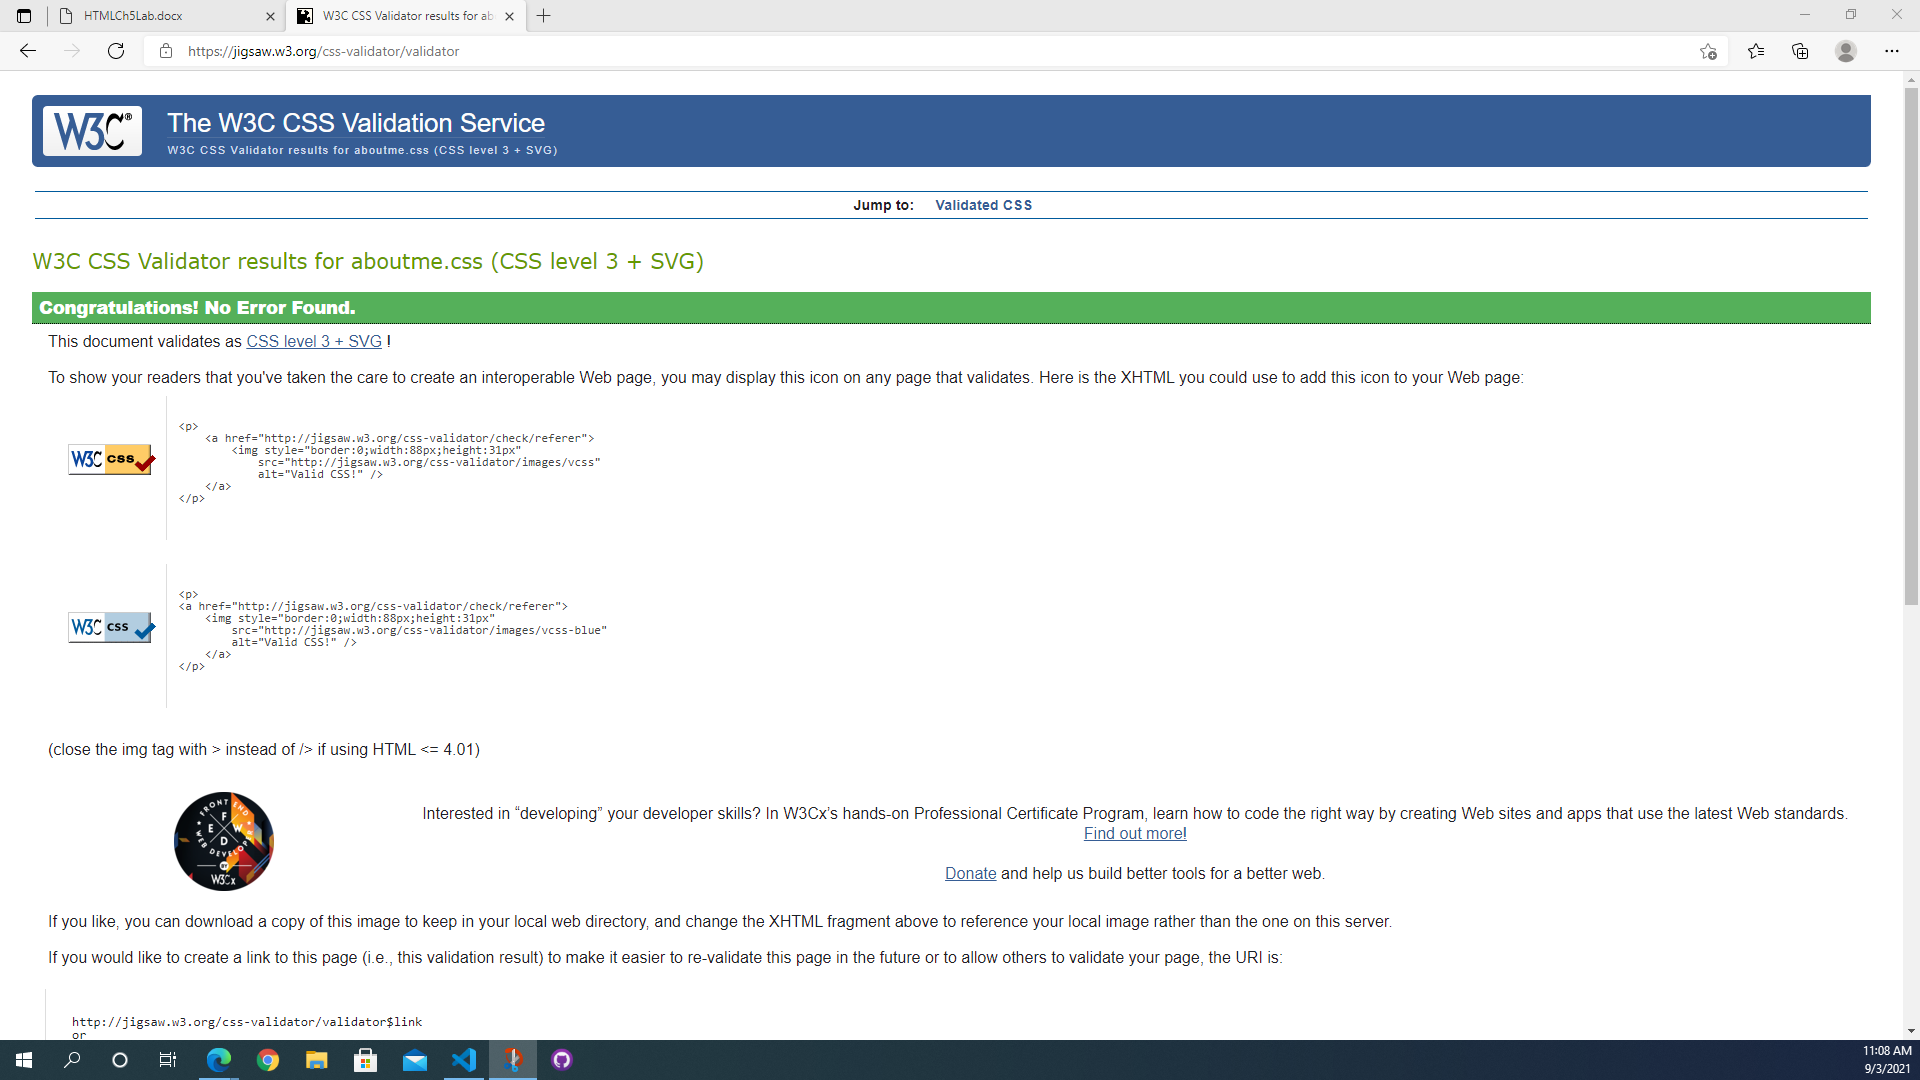 HTMLCh5Lab.docx
W3C CSS Validator results for ab
https://jigsaw.w3.org/css-validator/validator
W3C®
The W3C CSS Validation Service
W3C CSS Validator results for aboutme.css (CSS level 3 + SVG)
Jump to: Validated CSS
W3C CSS Validator results for aboutme.css (CSS level 3 + SVG)
Congratulations! No Error Found.
This document validates as CSS level 3 + SVG !
To show your readers that you've taken the care to create an interoperable Web page, you may display this icon on any page that validates. Here is the XHTML you could use to add this icon to your Web page:
W3C css
<p>
    <a href="http://jigsaw.w3.org/css-validator/check/referer">
        <img style="border:0;width:88px;height:31px"
            src="http://jigsaw.w3.org/css-validator/images/vcss"
            alt="Valid CSS!" />
    </a>
</p>
W3C css
<p>
<a href="http://jigsaw.w3.org/css-validator/check/referer">
    <img style="border:0;width:88px;height:31px"
        src="http://jigsaw.w3.org/css-validator/images/vcss-blue"
        alt="Valid CSS!" />
    </a>
</p>
(close the img tag with > instead of /> if using HTML <= 4.01)
FRONT END
F
E W
D
WEB DEVELOPER
W3Cx
Interested in “developing” your developer skills? In W3Cx’s hands-on Professional Certificate Program, learn how to code the right way by creating Web sites and apps that use the latest Web standards.
Find out more!
Donate and help us build better tools for a better web.
If you like, you can download a copy of this image to keep in your local web directory, and change the XHTML fragment above to reference your local image rather than the one on this server.
If you would like to create a link to this page (i.e., this validation result) to make it easier to re-validate this page in the future or to allow others to validate your page, the URI is:
http://jigsaw.w3.org/css-validator/validator$link
or
11:08 AM
9/3/2021